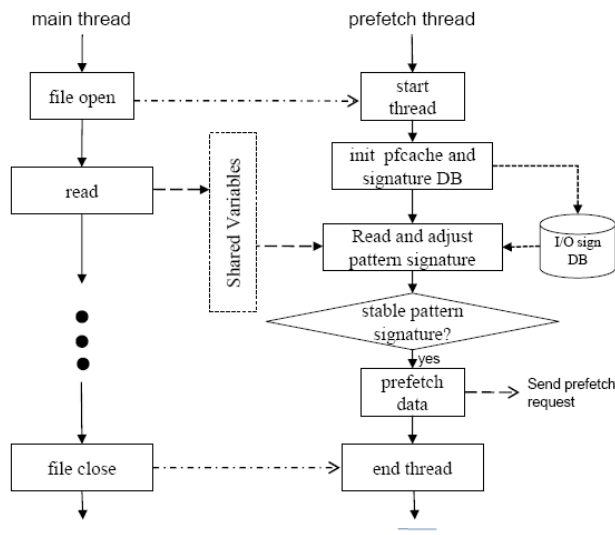 main thread
prefetch thread
file open
start
thread
init pfcache and
signature DB
read
Shared Variables
Read and adjust
pattern signature
I/O sign
DB
stable pattern
signature?
yes
prefetch
data
Send prefetch
request
file close
end thread